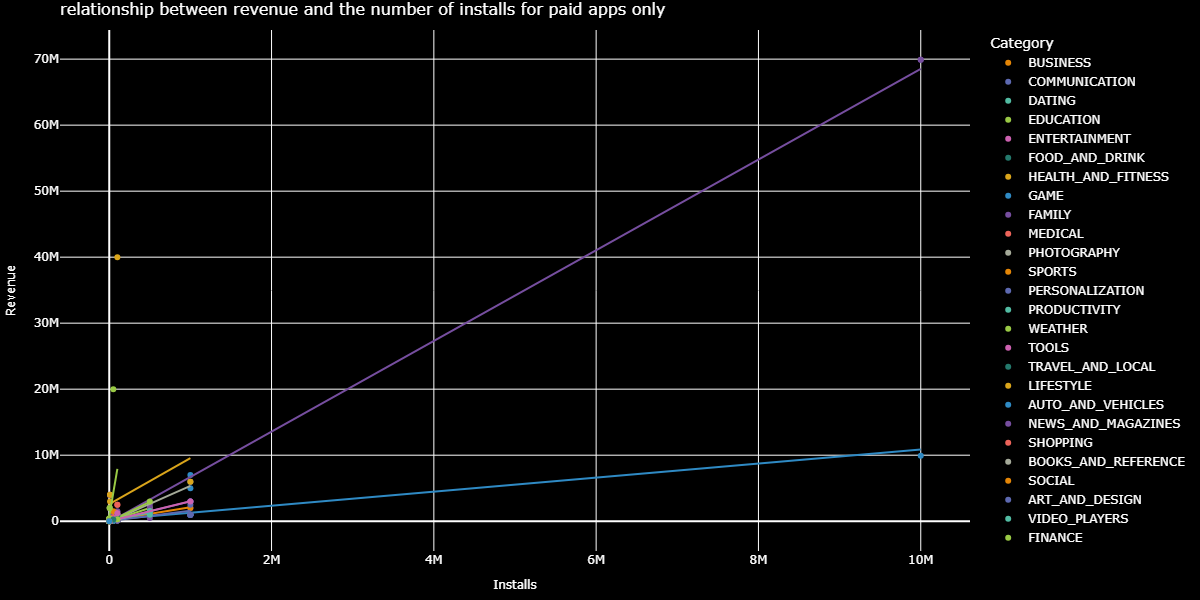 relationship between revenue and the number of installs for paid apps only
Category
BUSINESS
COMMUNICATION
DATING
EDUCATION
ENTERTAINMENT
FOOD_AND_DRINK
HEALTH_AND_FITNESS
GAME
FAMILY
MEDICAL
PHOTOGRAPHY
SPORTS
PERSONALIZATION
PRODUCTIVITY
WEATHER
TOOLS
TRAVEL_AND_LOCAL
LIFESTYLE
AUTO_AND_VEHICLES
NEWS_AND_MAGAZINES
SHOPPING
BOOKS_AND_REFERENCE
SOCIAL
ART_AND_DESIGN
VIDEO_PLAYERS
FINANCE
Revenue
70M
60M
50M
40M
30M
20M
10M
0
0 2M 4M 6M 8M 10M
Installs